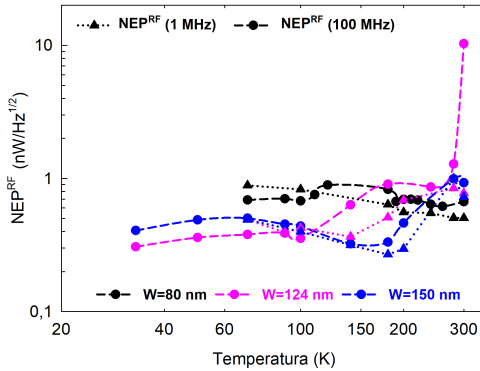 NEP^RF (1 MHz) NEP^RF (100 MHz)
10
1
0,1
NEP^RF (nW/Hz^1/2)
W=80 nm W=124 nm W=150 nm
20 40 60 80 100 200 300
Temperatura (K)